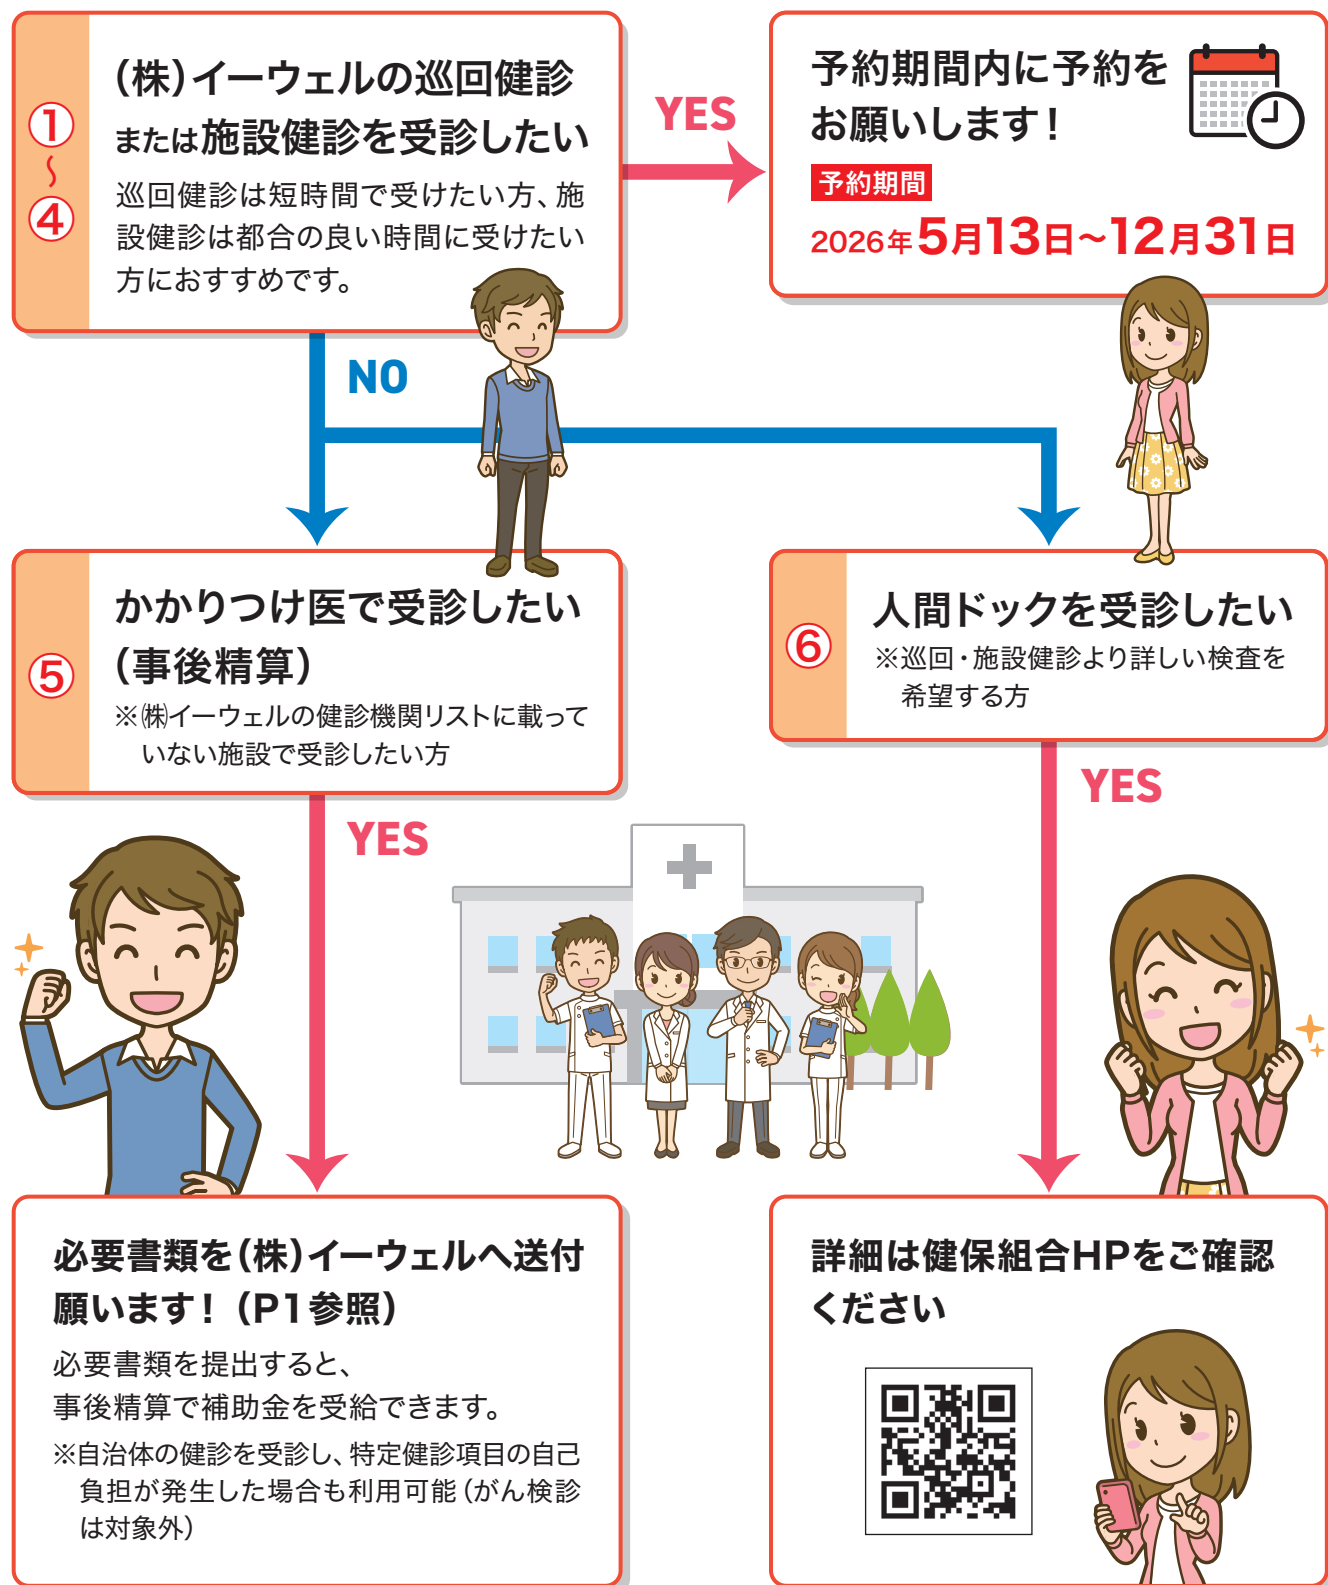 ①
〜
④
(株)イーウェルの巡回健診
または施設健診を受診したい
巡回健診は短時間で受けたい方、施
設健診は都合の良い時間に受けたい
方におすすめです。
YES
予約期間内に予約を
お願いします!
予約期間
2026年5月13日〜12月31日
NO
⑤
かかりつけ医で受診したい
(事後精算)
※㈱イーウェルの健診機関リストに載って
いない施設で受診したい方
⑥
人間ドックを受診したい
※巡回・施設健診より詳しい検査を
希望する方
YES
YES
必要書類を(株)イーウェルへ送付
願います!(P1参照)
必要書類を提出すると、
事後精算で補助金を受給できます。
※自治体の健診を受診し、特定健診項目の自己
負担が発生した場合も利用可能(がん検診
は対象外)
詳細は健保組合HPをご確認
ください